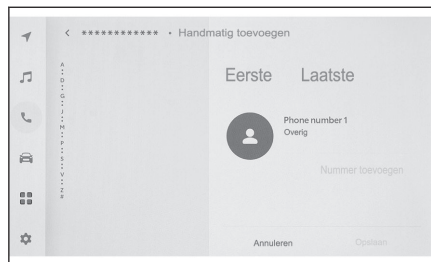 < ************ • Handmatig toevoegen
A
•
D
•
G
•
J
•
M
•
P
•
S
•
V
•
Z
#
Eerste Laatste
Phone number 1
Overig
Nummer toevoegen
Annuleren Opslaan